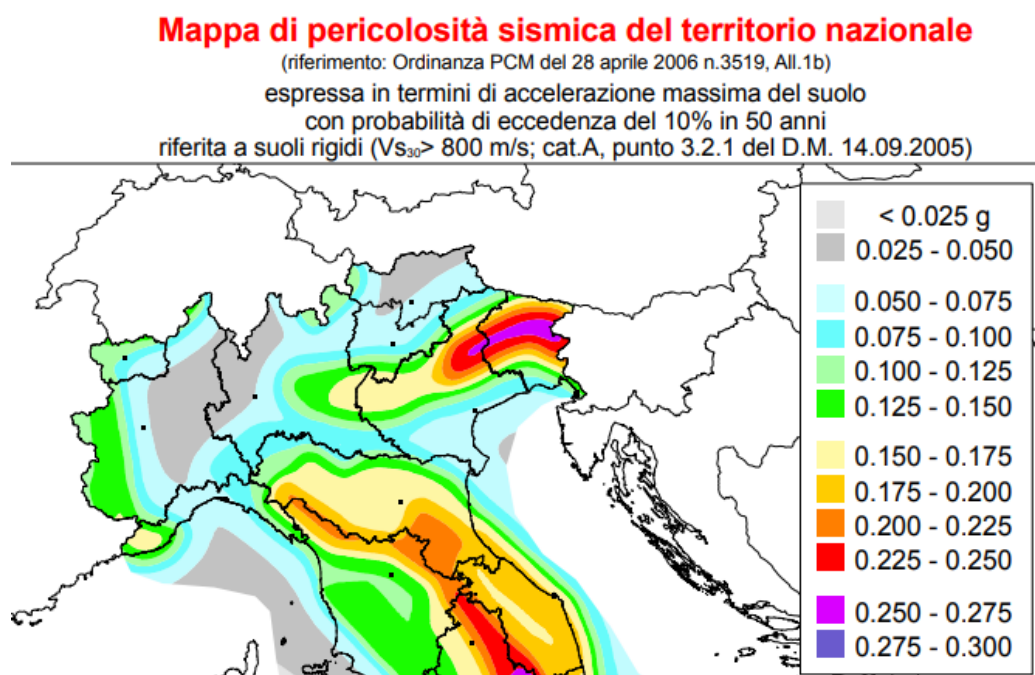 Mappa di pericolosità sismica del territorio nazionale
(riferimento: Ordinanza PCM del 28 aprile 2006 n.3519, All.1b)
espressa in termini di accelerazione massima del suolo
con probabilità di eccedenza del 10% in 50 anni
riferita a suoli rigidi (Vs30> 800 m/s; cat.A, punto 3.2.1 del D.M. 14.09.2005)
< 0.025 g
0.025 - 0.050
0.050 - 0.075
0.075 - 0.100
0.100 - 0.125
0.125 - 0.150
0.150 - 0.175
0.175 - 0.200
0.200 - 0.225
0.225 - 0.250
0.250 - 0.275
0.275 - 0.300